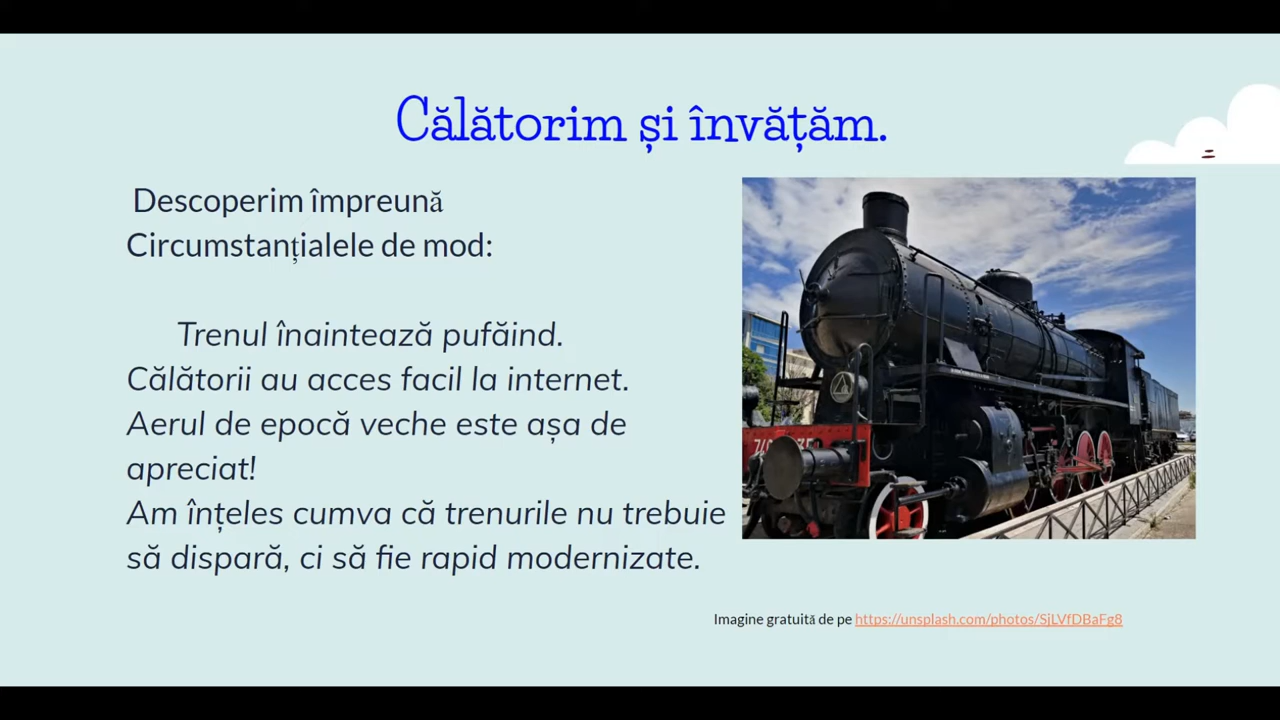 Călătorim și învățăm.
Descoperim împreună
Circumstanțialele de mod:
Trenul înaintează pufăind.
Călătorii au acces facil la internet.
Aerul de epocă veche este așa de
apreciat!
Am înțeles cumva că trenurile nu trebuie
să dispară, ci să fie rapid modernizate.
Imagine gratuită de pe https://unsplash.com/photos/SjLVfDBaFg8